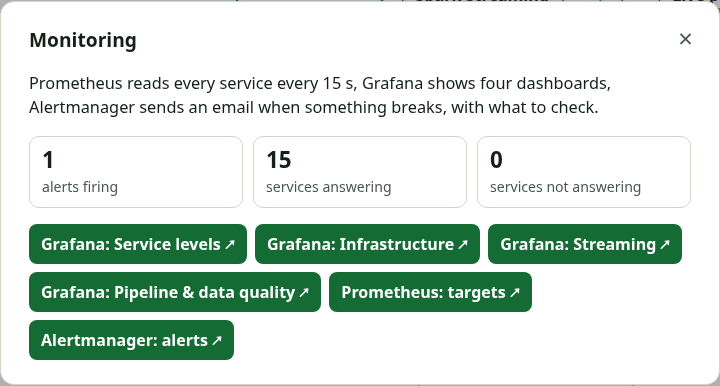 Monitoring ✕
Prometheus reads every service every 15 s, Grafana shows four dashboards,
Alertmanager sends an email when something breaks, with what to check.
1
alerts firing
15
services answering
0
services not answering
Grafana: Service levels ↗
Grafana: Infrastructure ↗
Grafana: Streaming ↗
Grafana: Pipeline & data quality ↗
Prometheus: targets ↗
Alertmanager: alerts ↗